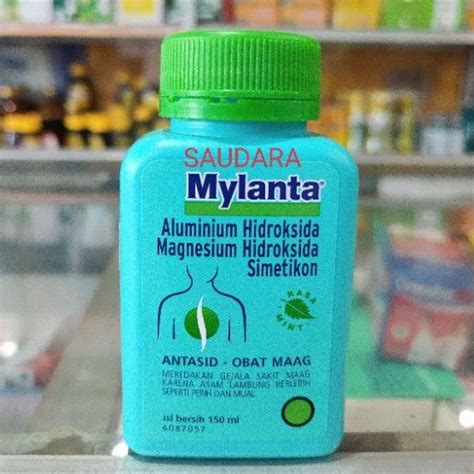 SAUDARA
Mylanta®
Aluminium Hidroksida
Magnesium Hidroksida
Simetikon
RASA
MINT
ANTASID - OBAT MAAG
MEREDAKAN GEJALA SAKIT MAAG
KARENA ASAM LAMBUNG BERLEBIH
SEPERTI PERIH DAN MUAL
isi bersih 150 ml
6087057